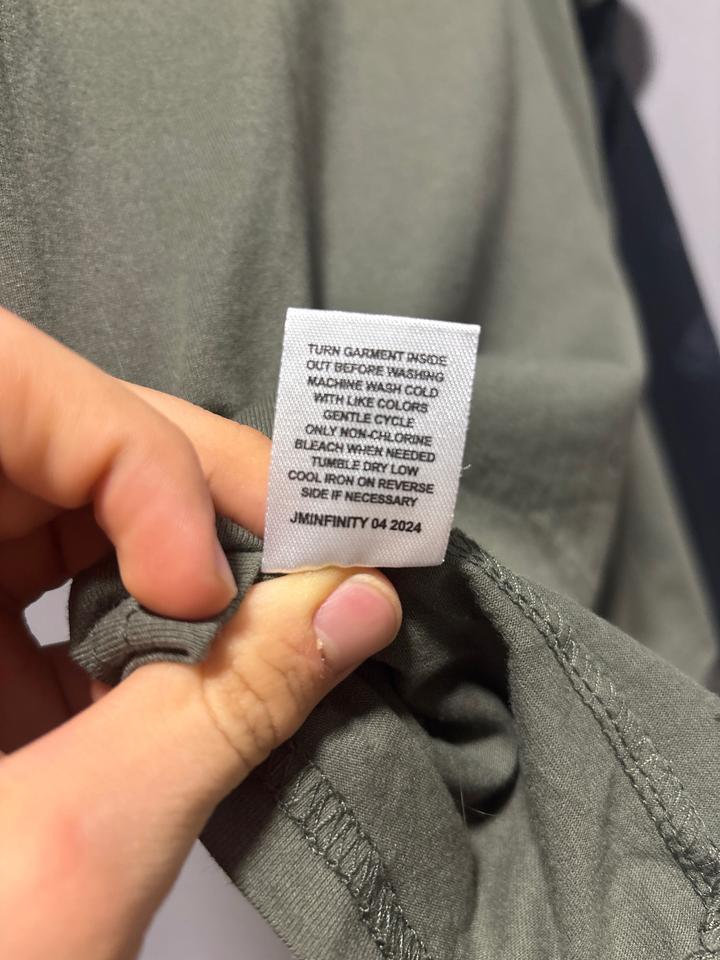 TURN GARMENT INSIDE
OUT BEFORE WASHING
MACHINE WASH COLD
WITH LIKE COLORS
GENTLE CYCLE
ONLY NON-CHLORINE
BLEACH WHEN NEEDED
TUMBLE DRY LOW
COOL IRON ON REVERSE
SIDE IF NECESSARY
JMINFINITY 04 2024